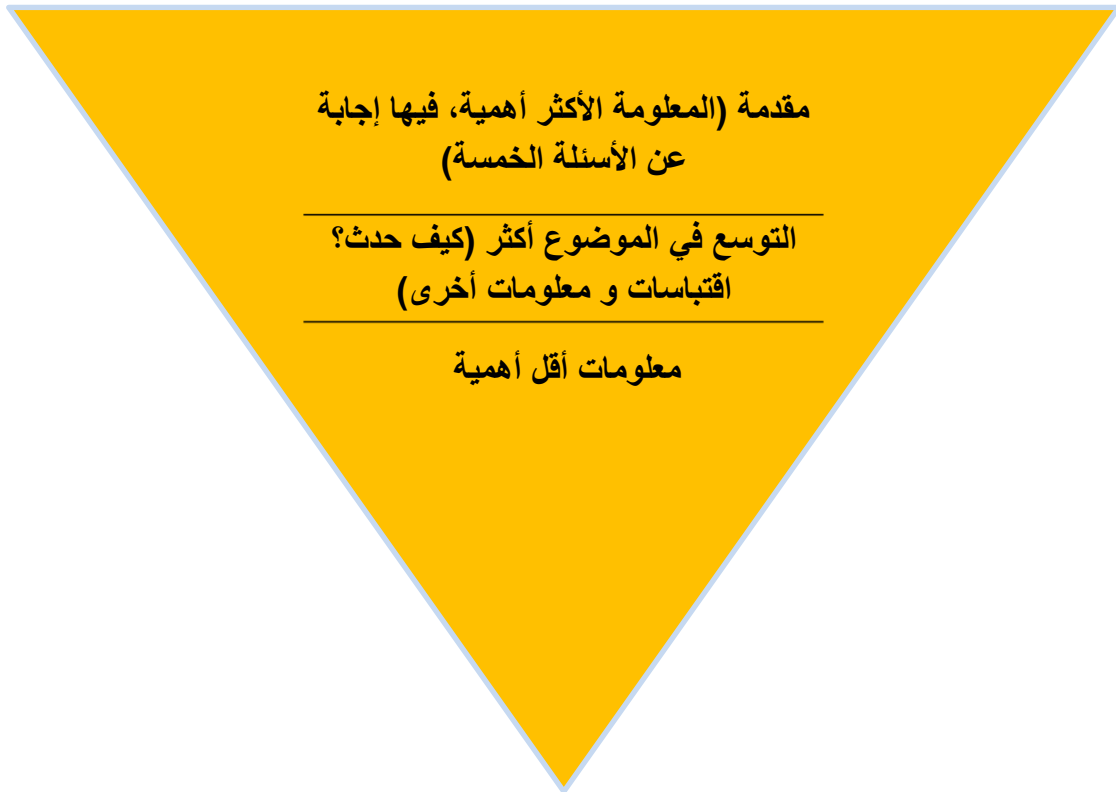 مقدمة (المعلومة الأكثر أهمية، فيها إجابة
عن الأسئلة الخمسة)
التوسع في الموضوع أكثر (كيف حدث؟
اقتباسات و معلومات أخرى)
معلومات أقل أهمية